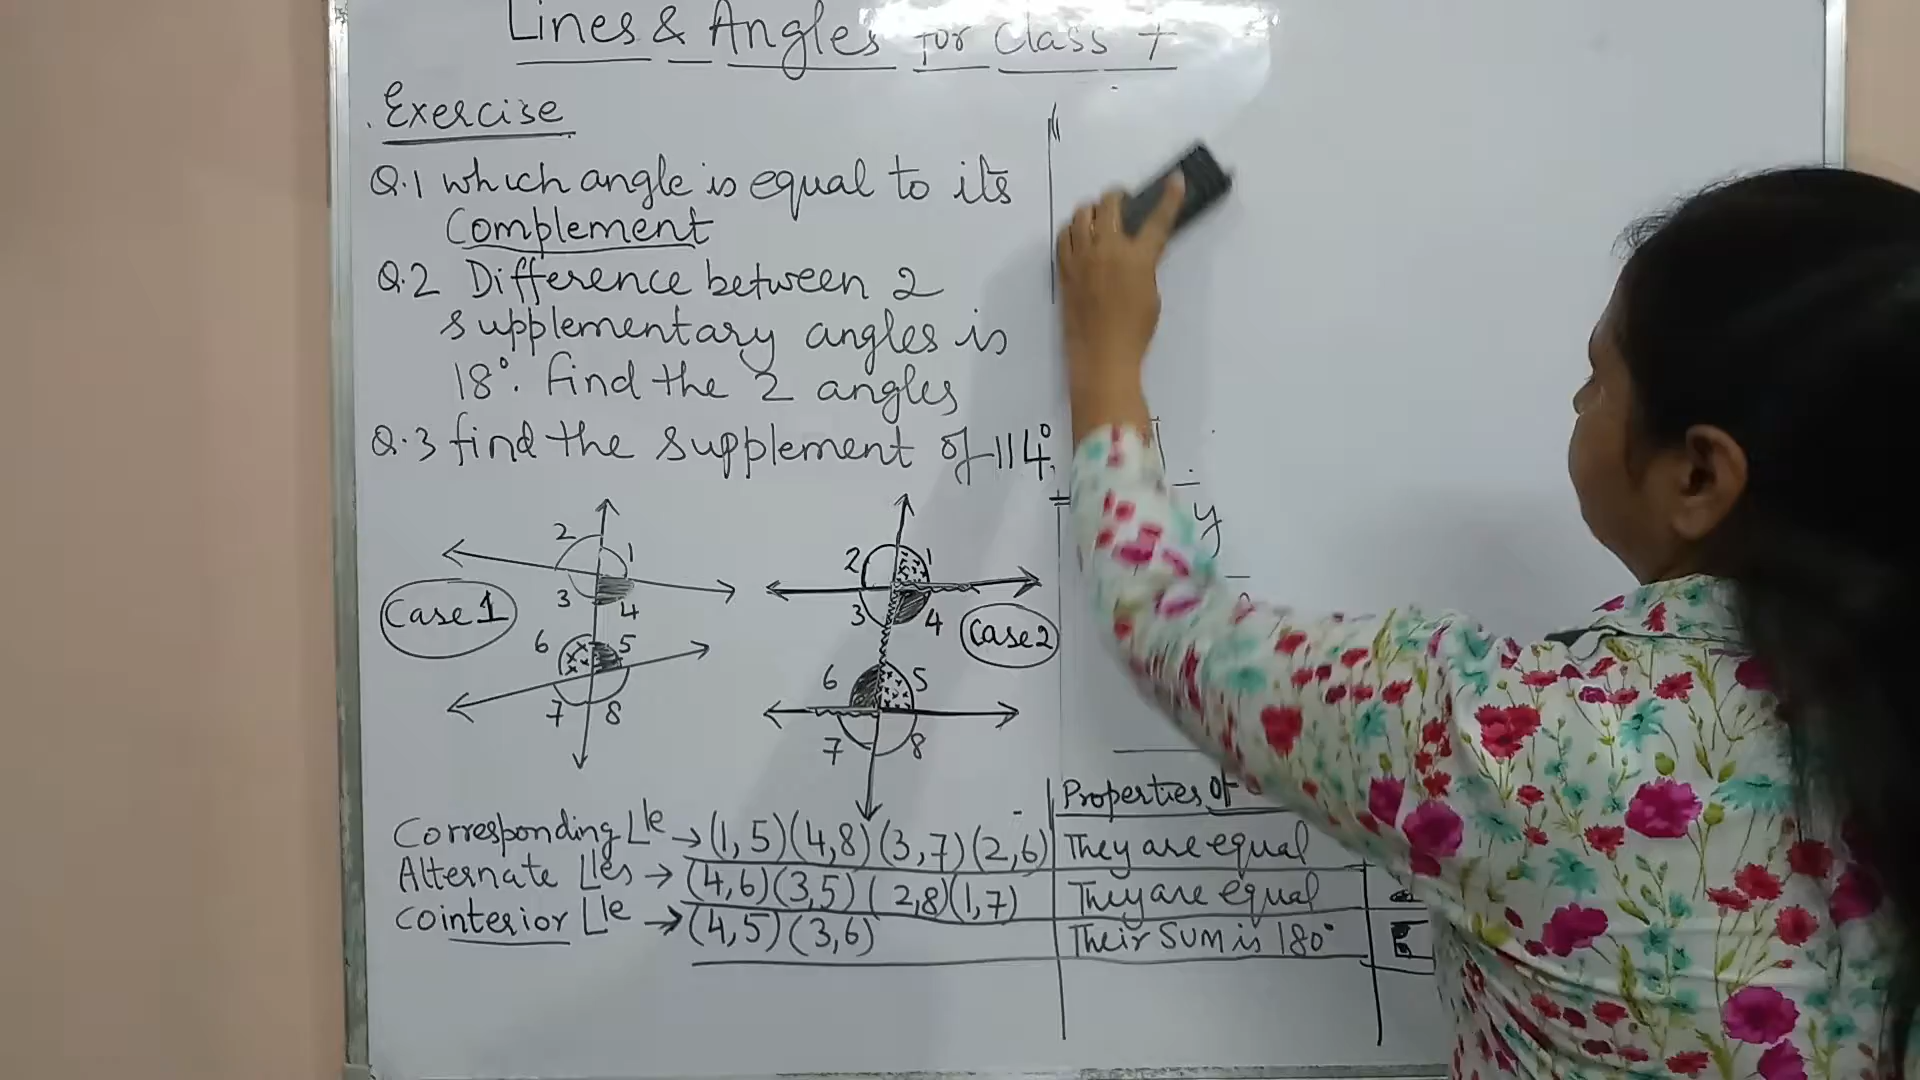 Lines & Angles for Class 7
Exercise
Q.1 which angle is equal to its
Complement
Q.2 Difference between 2
supplementary angles is
18°. find the 2 angles
Q.3 find the supplement of 114°.
y
2
1
3
4
Case 1
6
5
7
8
2
1
3
4
Case 2
6
5
7
8
Properties of
Corresponding ∠le → (1,5)(4,8)(3,7)(2,6) They are equal
Alternate ∠les → (4,6)(3,5)(2,8)(1,7) They are equal
Cointerior ∠le → (4,5)(3,6) Their SUM is 180°